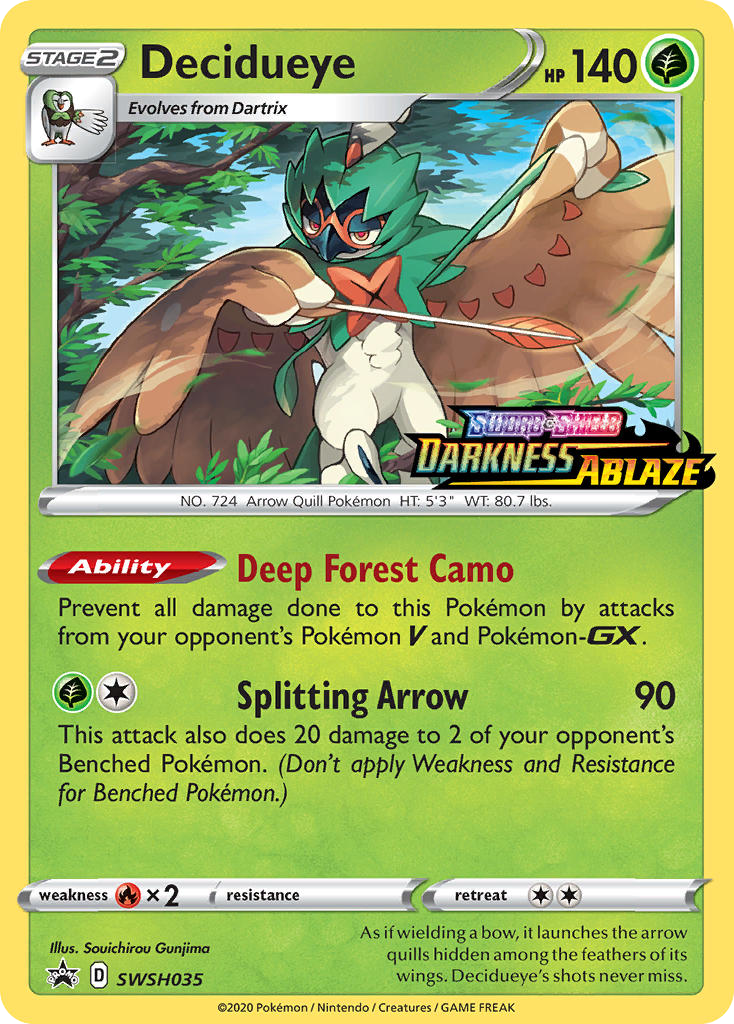 STAGE 2
Decidueye
HP 140
Evolves from Dartrix
SWORD & SHIELD
DARKNESS ABLAZE
NO. 724 Arrow Quill Pokémon HT: 5'3" WT: 80.7 lbs.
Ability Deep Forest Camo
Prevent all damage done to this Pokémon by attacks
from your opponent's Pokémon V and Pokémon-GX.
Splitting Arrow 90
This attack also does 20 damage to 2 of your opponent's
Benched Pokémon. (Don't apply Weakness and Resistance
for Benched Pokémon.)
weakness ×2 resistance retreat
Illus. Souichirou Gunjima
As if wielding a bow, it launches the arrow
quills hidden among the feathers of its
wings. Decidueye's shots never miss.
PROMO D SWSH035
©2020 Pokémon / Nintendo / Creatures / GAME FREAK